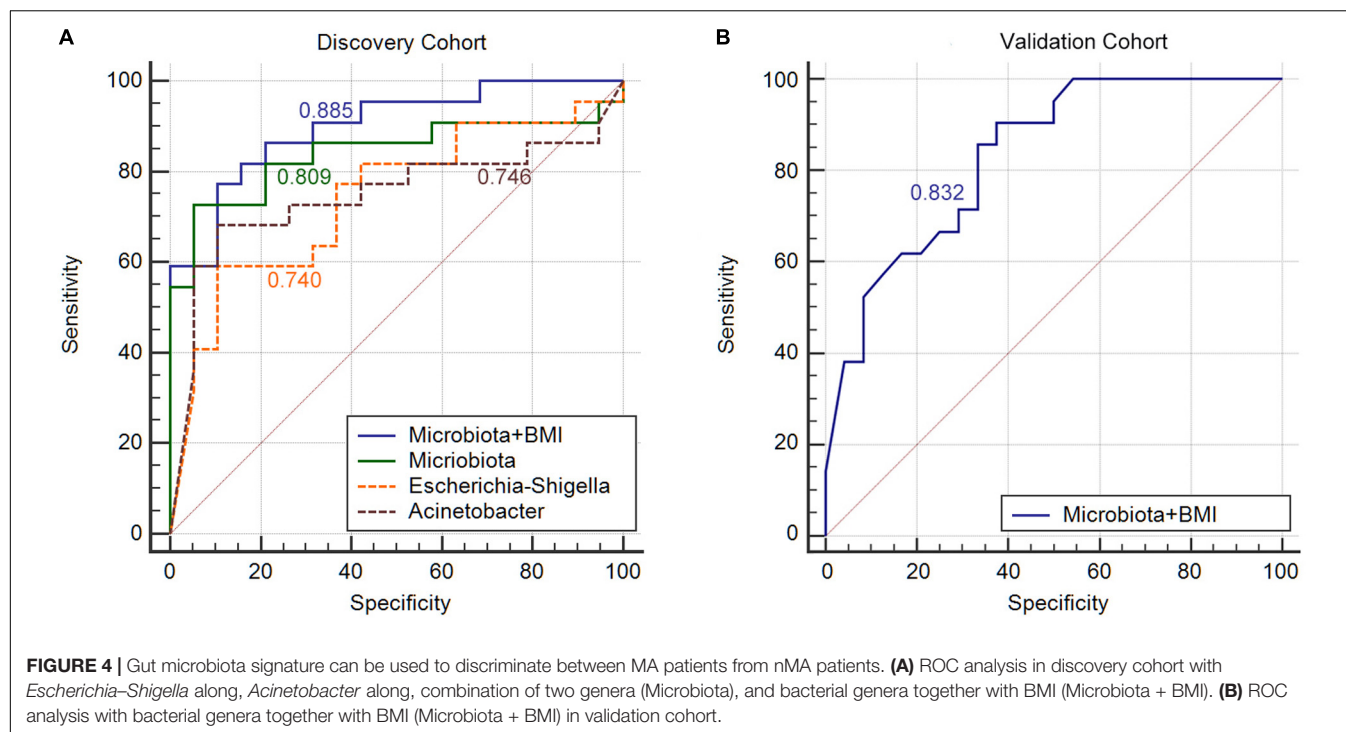 A
Discovery Cohort
100
80
60
40
20
0
Sensitivity
0.885
0.809
0.746
0.740
Microbiota+BMI
Micriobiota
Escherichia-Shigella
Acinetobacter
0 20 40 60 80 100
Specificity
B
Validation Cohort
100
80
60
40
20
0
Sensitivity
0.832
Microbiota+BMI
0 20 40 60 80 100
Specificity
FIGURE 4 | Gut microbiota signature can be used to discriminate between MA patients from nMA patients. (A) ROC analysis in discovery cohort with
Escherichia–Shigella along, Acinetobacter along, combination of two genera (Microbiota), and bacterial genera together with BMI (Microbiota + BMI). (B) ROC
analysis with bacterial genera together with BMI (Microbiota + BMI) in validation cohort.